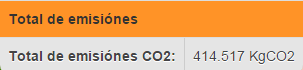 Total de emisiónes
Total de emisiónes CO2: 414.517 KgCO2